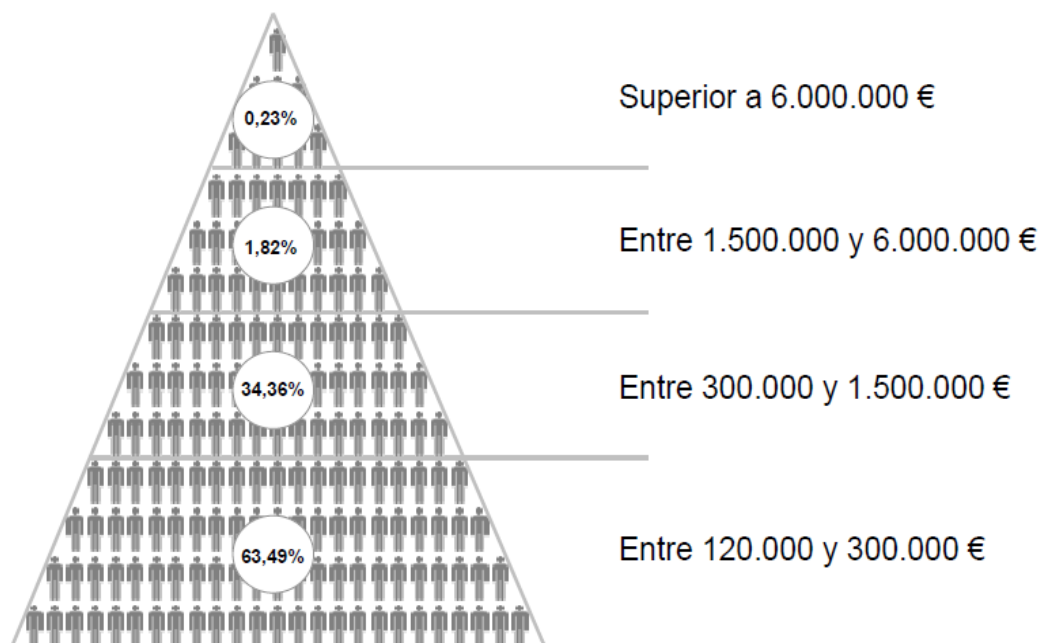 0,23%
Superior a 6.000.000 €
1,82%
Entre 1.500.000 y 6.000.000 €
34,36%
Entre 300.000 y 1.500.000 €
63,49%
Entre 120.000 y 300.000 €